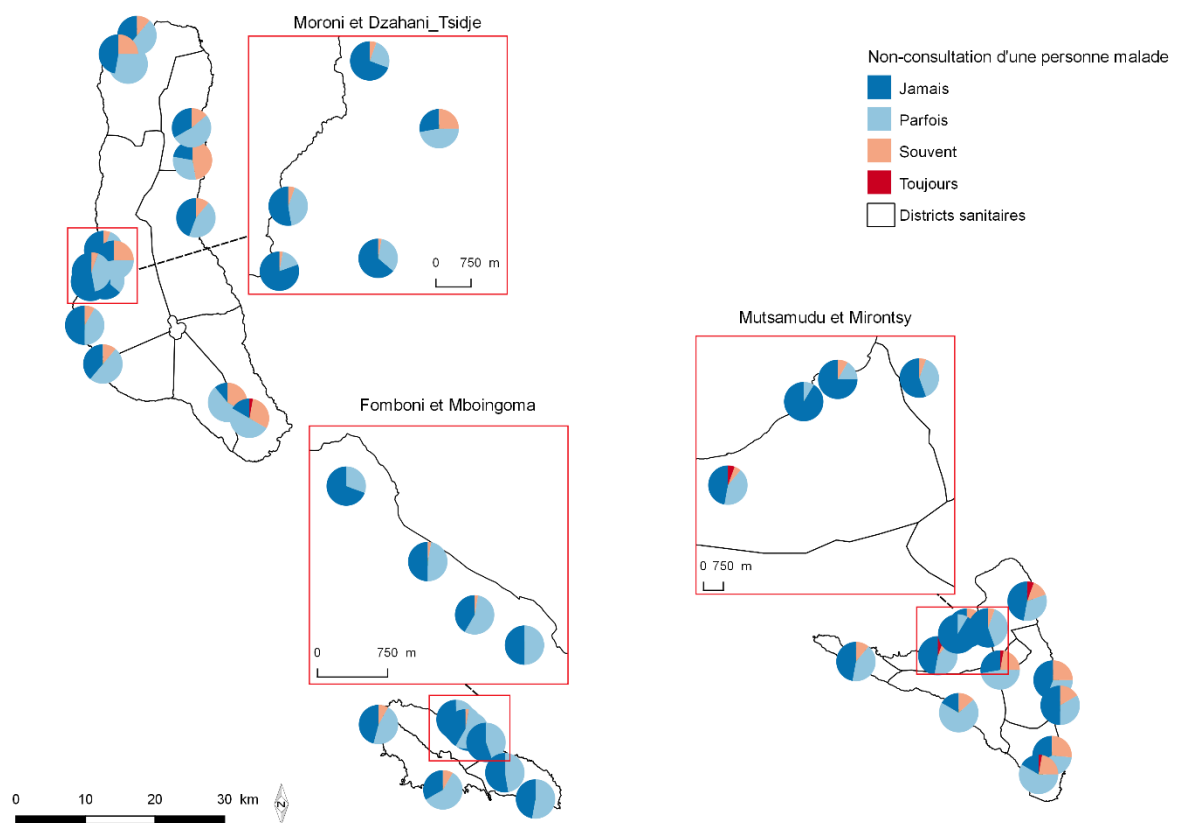 Moroni et Dzahani_Tsidje
0 750 m
Non-consultation d'une personne malade
Jamais
Parfois
Souvent
Toujours
Districts sanitaires
Mutsamudu et Mirontsy
0 750 m
Fomboni et Mboingoma
0 750 m
0 10 20 30 km
N